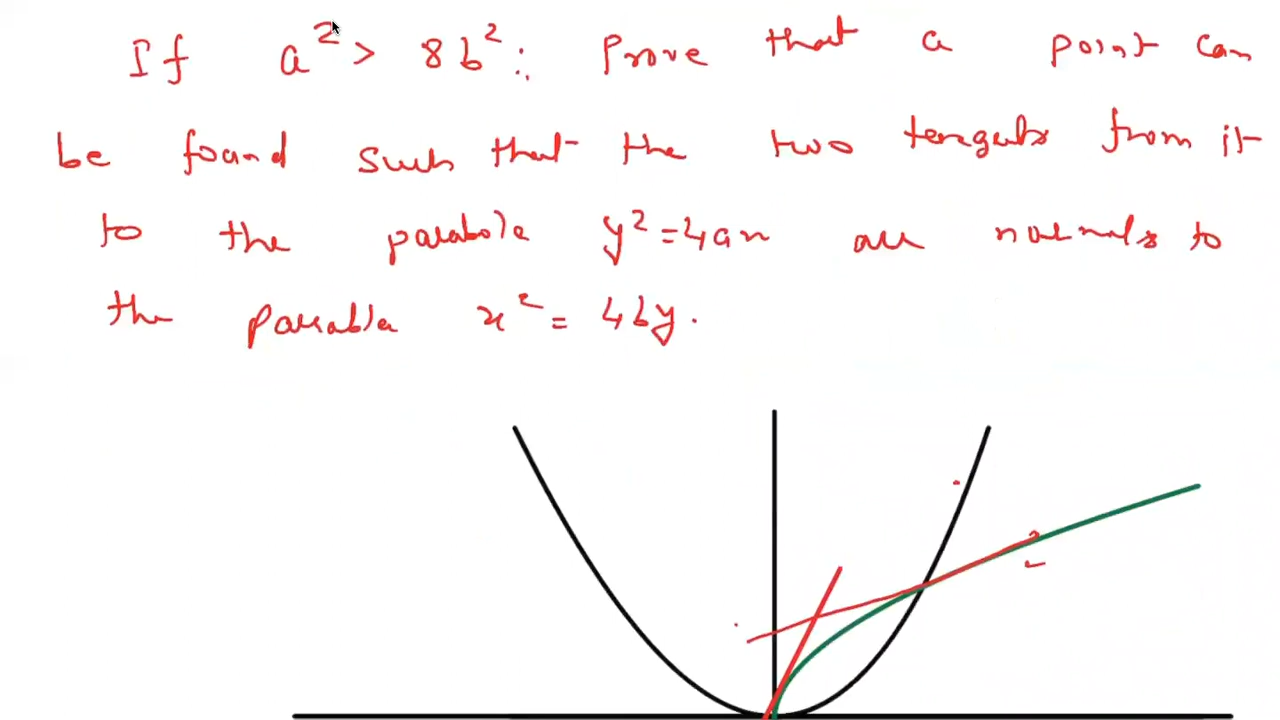 If a² > 8b² ∴ Prove that a point can
be found such that the two tangents from it
to the parabola y² = 4ax are normals to
the parabola x² = 4by.